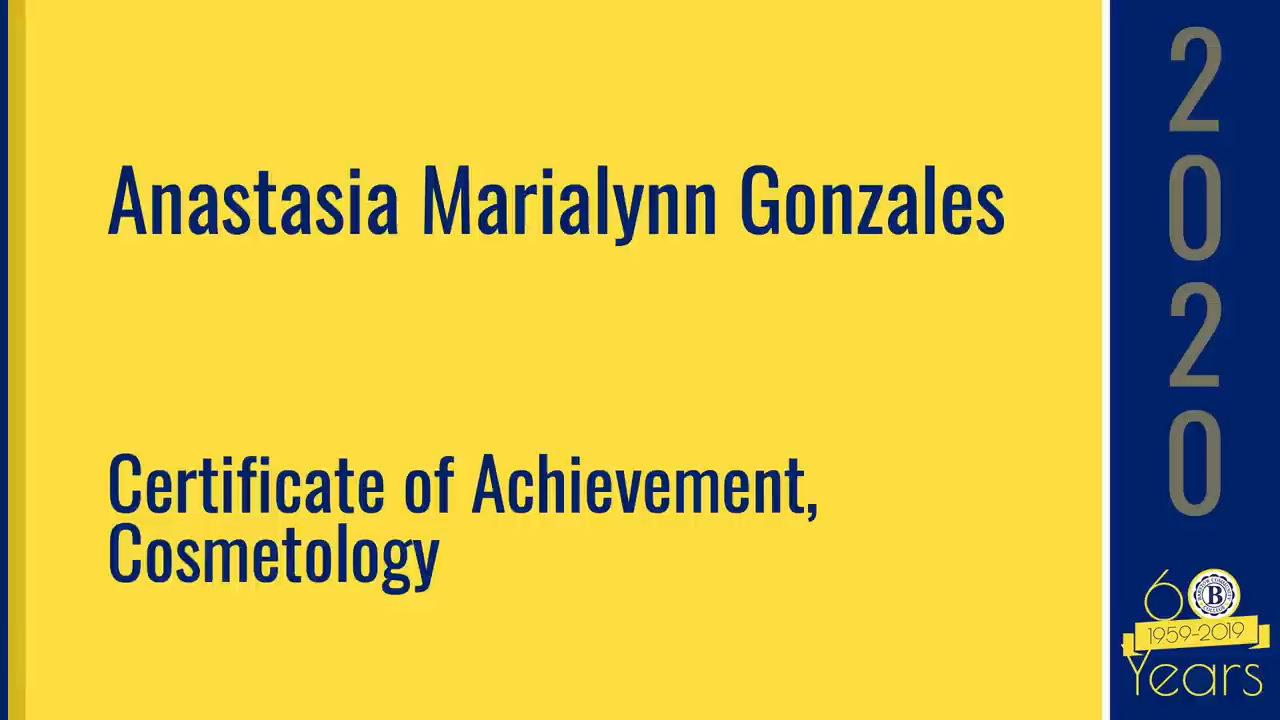 Anastasia Marialynn Gonzales
Certificate of Achievement,
Cosmetology
2
0
2
0
60
B
1959-2019
Years